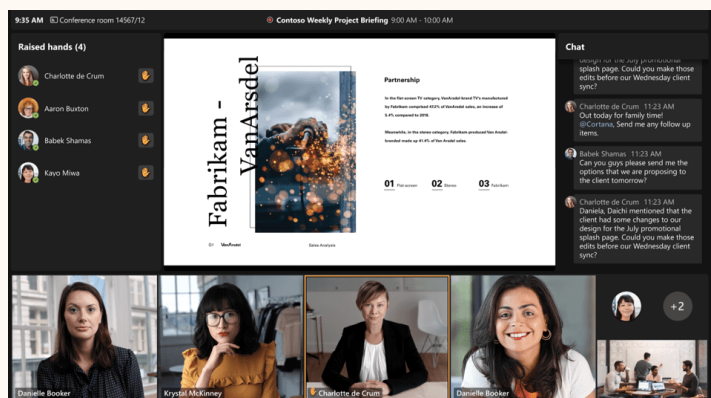 9:35 AM Conference room 14567/12
Contoso Weekly Project Briefing 9:00 AM - 10:00 AM
Raised hands (4)
Charlotte de Crum
Aaron Buxton
Babek Shamas
Kayo Miwa
Fabrikam -
VanArsdel
01 VanArsdel
Sales Analysis
Partnership
In the flat-screen TV category, VanArsdel-brand TV's manufactured
by Fabrikam comprised 47.2% of VanArsdel sales, an increase of
5.4% compared to 2018.
Meanwhile, in the stereo category, Fabrikam-produced Van Arsdel-
branded made up 41.4% of Van Arsdel sales.
01 Flat-screen
02 Stereo
03 Fabrikam
Chat
design for the July promotional
splash page. Could you make those
edits before our Wednesday client
sync?
Charlotte de Crum 11:23 AM
Out today for family time!
@Cortana, Send me any follow up
items.
Babek Shamas 11:23 AM
Can you guys please send me the
options that we are proposing to
the client tomorrow?
Charlotte de Crum 11:23 AM
Daniela, Daichi mentioned that the
client had some changes to our
design for the July promotional
splash page. Could you make those
edits before our Wednesday client
sync?
Danielle Booker
Krystal McKinney
Charlotte de Crum
Danielle Booker
+2